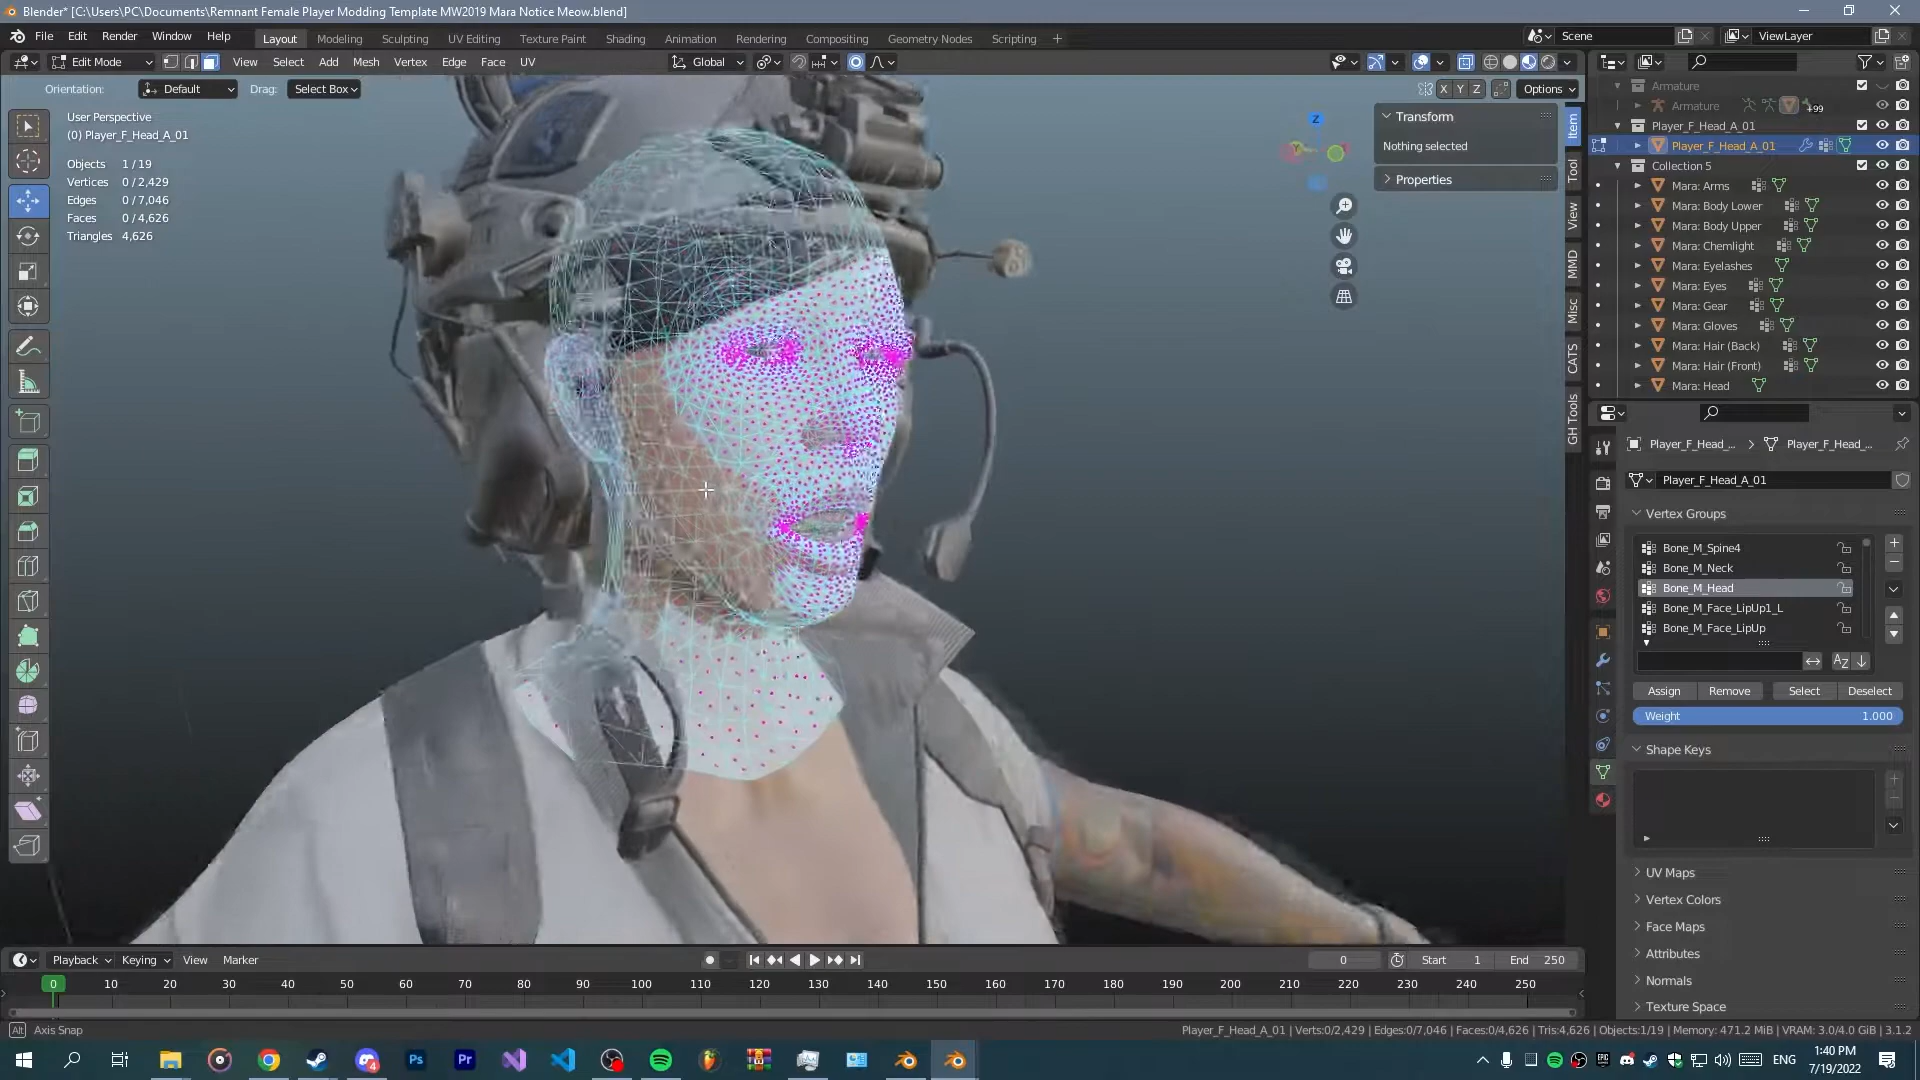 Blender* [C:\Users\PC\Documents\Remnant Female Player Modding Template MW2019 Mara Notice Meow.blend]
File Edit Render Window Help
Layout Modeling Sculpting UV Editing Texture Paint Shading Animation Rendering Compositing Geometry Nodes Scripting +
Scene
ViewLayer
Edit Mode
View Select Add Mesh Vertex Edge Face UV
Global
Orientation: Default Drag: Select Box
X Y Z Options
User Perspective
(0) Player_F_Head_A_01
Objects 1/19
Vertices 0/2,429
Edges 0/7,046
Faces 0/4,626
Triangles 4,626
Z
Transform
Nothing selected
Properties
Item
Tool
View
MMD
Misc
CATS
GH Tools
Armature
Armature
+99
Player_F_Head_A_01
Player_F_Head_A_01
Collection 5
Mara: Arms
Mara: Body Lower
Mara: Body Upper
Mara: Chemlight
Mara: Eyelashes
Mara: Eyes
Mara: Gear
Mara: Gloves
Mara: Hair (Back)
Mara: Hair (Front)
Mara: Head
Player_F_Head_... > Player_F_Head_...
Player_F_Head_A_01
Vertex Groups
Bone_M_Spine4
Bone_M_Neck
Bone_M_Head
Bone_M_Face_LipUp1_L
Bone_M_Face_LipUp
Assign Remove Select Deselect
Weight 1.000
Shape Keys
UV Maps
Vertex Colors
Face Maps
Attributes
Normals
Texture Space
Playback Keying View Marker
0 Start 1 End 250
0 10 20 30 40 50 60 70 80 90 100 110 120 130 140 150 160 170 180 190 200 210 220 230 240 250
Alt Axis Snap
Player_F_Head_A_01 | Verts:0/2,429 | Edges:0/7,046 | Faces:0/4,626 | Tris:4,626 | Objects:1/19 | Memory: 471.2 MiB | VRAM: 3.0/4.0 GiB | 3.1.2
ENG
1:40 PM
7/19/2022